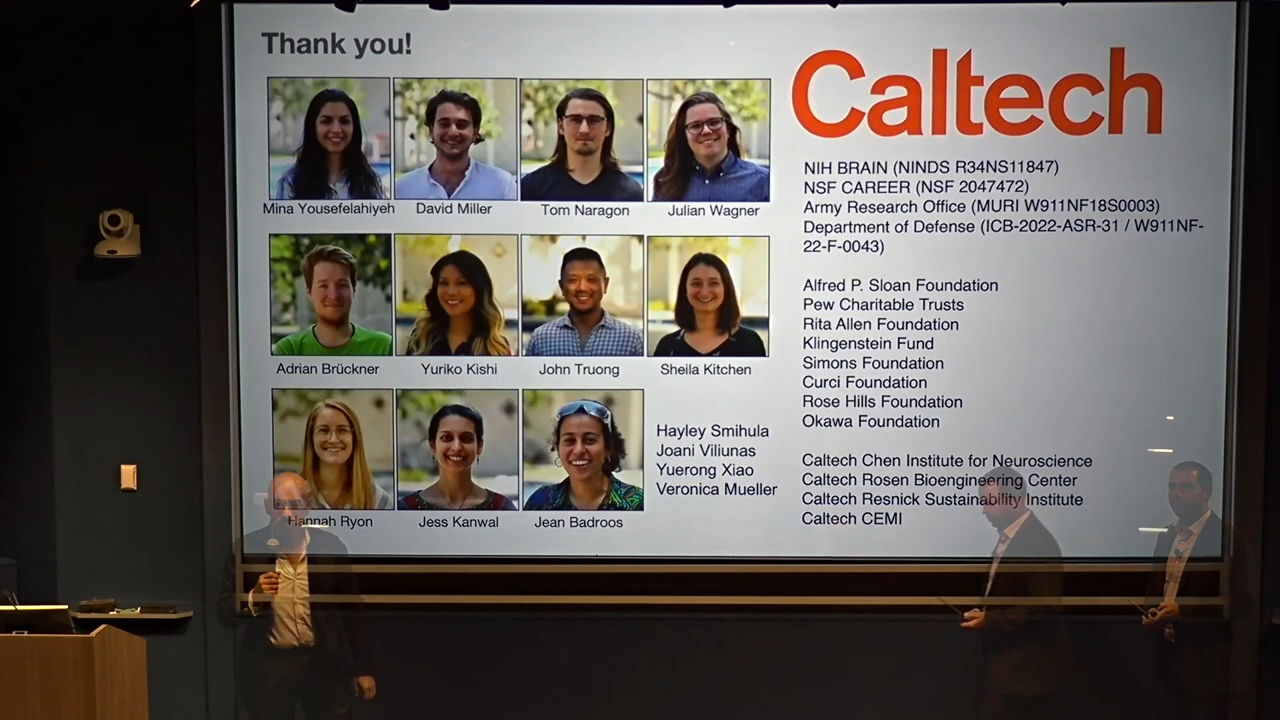 Thank you!
Caltech
Mina Yousefelahiyeh
David Miller
Tom Naragon
Julian Wagner
Adrian Brückner
Yuriko Kishi
John Truong
Sheila Kitchen
Hannah Ryon
Jess Kanwal
Jean Badroos
Hayley Smihula
Joani Viliunas
Yuerong Xiao
Veronica Mueller
NIH BRAIN (NINDS R34NS11847)
NSF CAREER (NSF 2047472)
Army Research Office (MURI W911NF18S0003)
Department of Defense (ICB-2022-ASR-31 / W911NF-
22-F-0043)
Alfred P. Sloan Foundation
Pew Charitable Trusts
Rita Allen Foundation
Klingenstein Fund
Simons Foundation
Curci Foundation
Rose Hills Foundation
Okawa Foundation
Caltech Chen Institute for Neuroscience
Caltech Rosen Bioengineering Center
Caltech Resnick Sustainability Institute
Caltech CEMI